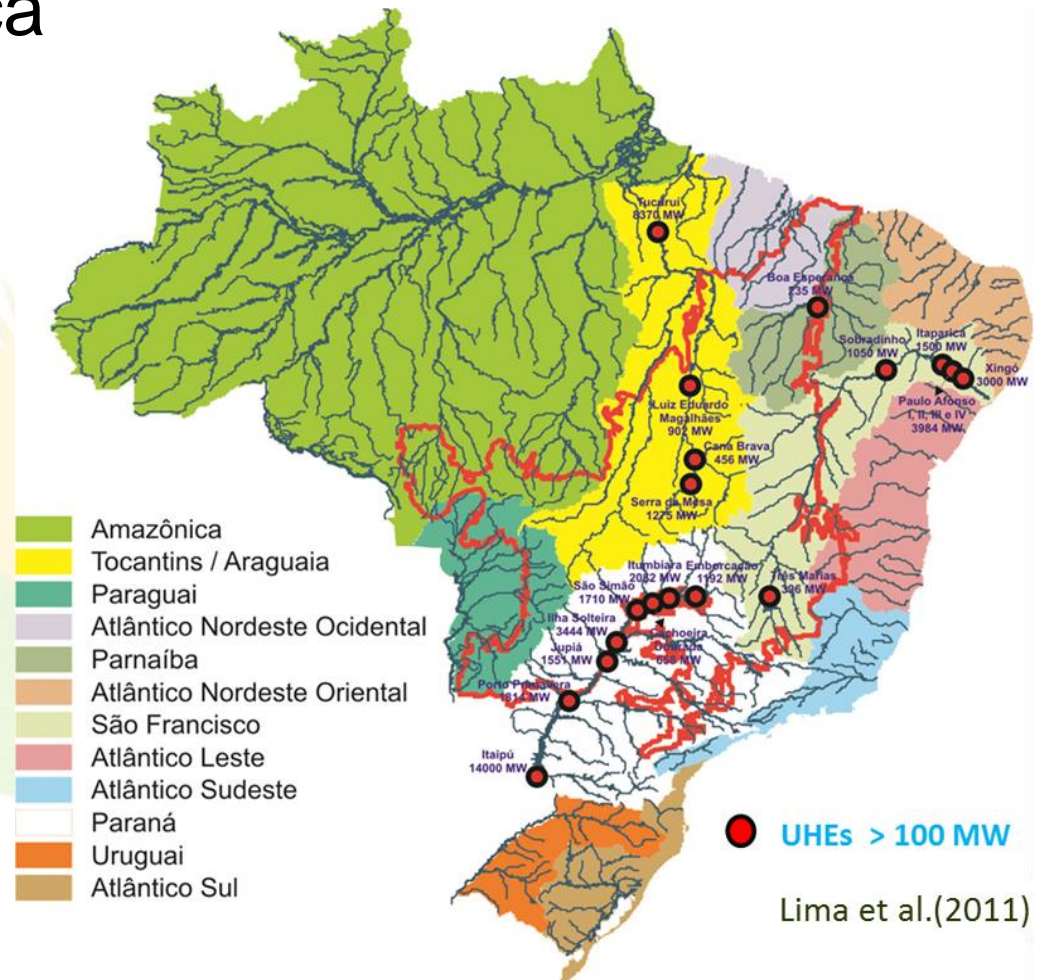 ca
Tucuruí
8370 MW
Boa Esperança
235 MW
Sobradinho
1050 MW
Itaparica
1500 MW
Xingó
3000 MW
Paulo Afonso
I, II, III e IV
3984 MW
Luiz Eduardo
Magalhães
902 MW
Cana Brava
456 MW
Serra da Mesa
1275 MW
Itumbiara
2082 MW
Emborcação
1192 MW
Três Marias
396 MW
São Simão
1710 MW
Ilha Solteira
3444 MW
Cachoeira
Dourada
658 MW
Jupiá
1551 MW
Porto Primavera
1814 MW
Itaipú
14000 MW
Amazônica
Tocantins / Araguaia
Paraguai
Atlântico Nordeste Ocidental
Parnaíba
Atlântico Nordeste Oriental
São Francisco
Atlântico Leste
Atlântico Sudeste
Paraná
Uruguai
Atlântico Sul
UHEs > 100 MW
Lima et al.(2011)